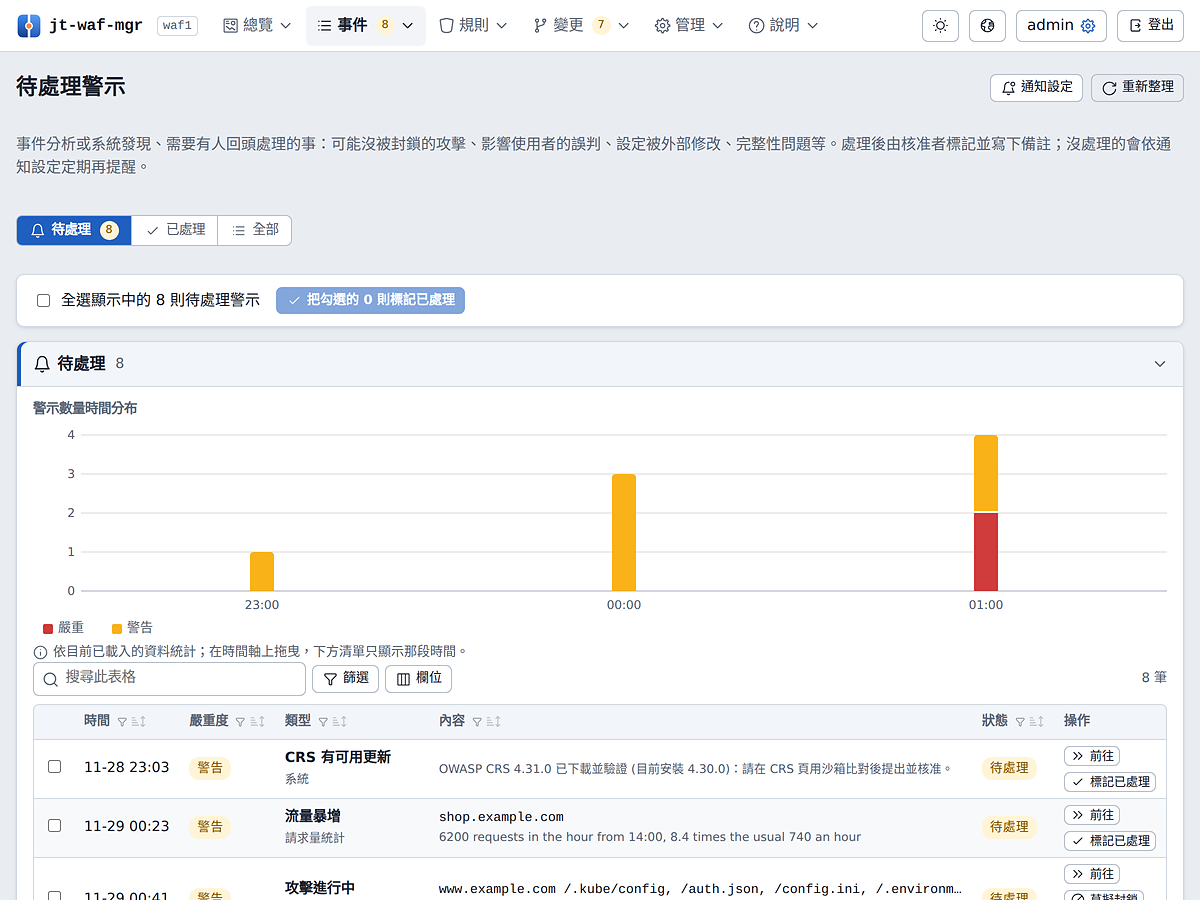 jt-waf-mgr waf1 總覽 事件 8 規則 變更 7 管理 說明 admin 登出
待處理警示
通知設定 重新整理
事件分析或系統發現、需要有人回頭處理的事：可能沒被封鎖的攻擊、影響使用者的誤判、設定被外部修改、完整性問題等。處理後由核准者標記並寫下備註；沒處理的會依通
知設定定期再提醒。
待處理 8 已處理 全部
全選顯示中的 8 則待處理警示 把勾選的 0 則標記已處理
待處理 8
警示數量時間分布
4
3
2
1
0
23:00 00:00 01:00
嚴重 警告
依目前已載入的資料統計；在時間軸上拖曳，下方清單只顯示那段時間。
搜尋此表格 篩選 欄位 8 筆
時間 嚴重度 類型 內容 狀態 操作
11-28 23:03 警告 CRS 有可用更新 系統 OWASP CRS 4.31.0 已下載並驗證 (目前安裝 4.30.0)：請在 CRS 頁用沙箱比對後提出並核准。 待處理 前往 標記已處理
11-29 00:23 警告 流量暴增 請求量統計 shop.example.com 待處理 前往
6200 requests in the hour from 14:00, 8.4 times the usual 740 an hour 標記已處理
11-29 00:41 警告 攻擊進行中 www.example.com /.kube/config, /auth.json, /config.ini, /.environm… 待處理 前往